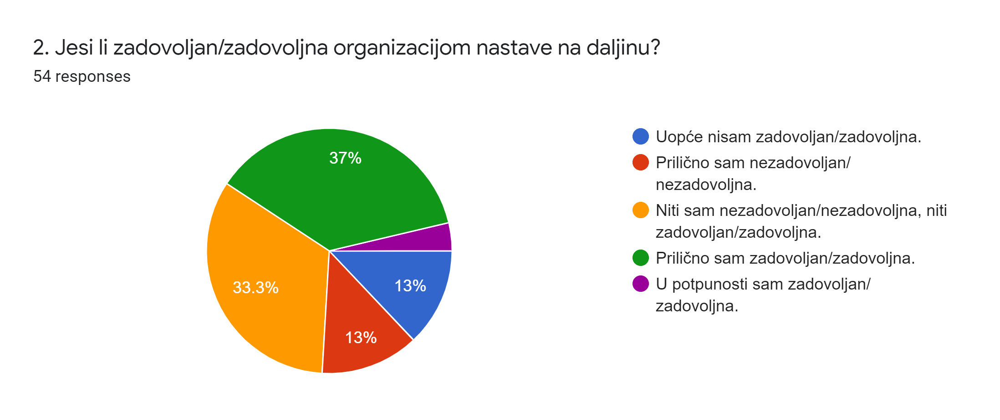 2. Jesi li zadovoljan/zadovoljna organizacijom nastave na daljinu?
54 responses
37%
33.3%
13%
13%
Uopće nisam zadovoljan/zadovoljna.
Prilično sam nezadovoljan/
nezadovoljna.
Niti sam nezadovoljan/nezadovoljna, niti
zadovoljan/zadovoljna.
Prilično sam zadovoljan/zadovoljna.
U potpunosti sam zadovoljan/
zadovoljna.